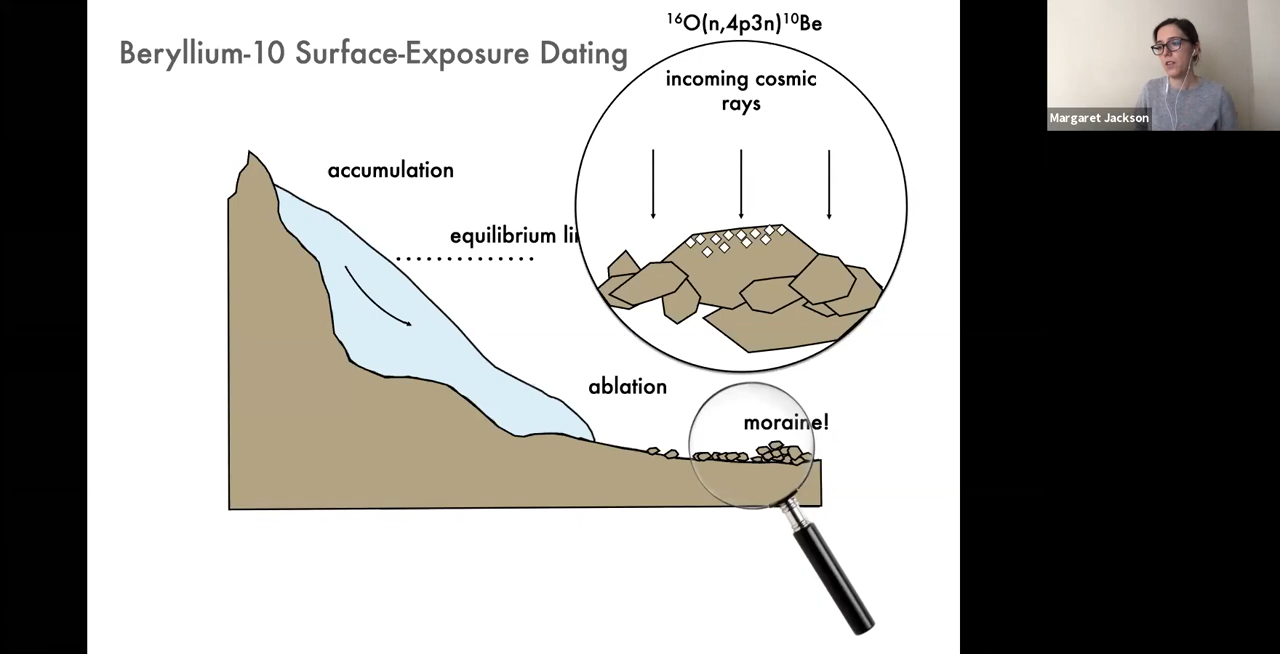 ¹⁶O(n,4p3n)¹⁰Be
Beryllium-10 Surface-Exposure Dating
incoming cosmic
rays
Margaret Jackson
accumulation
equilibrium li
ablation
moraine!